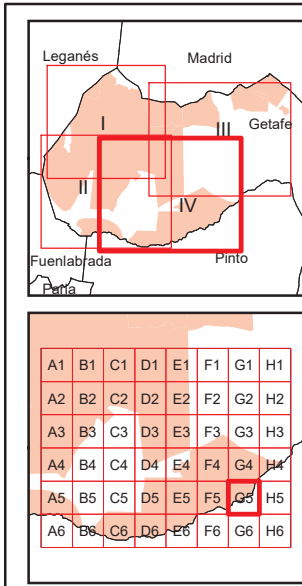 Leganés
Madrid
I
III
Getafe
II
IV
Fuenlabrada
Pinto
Parla
A1 B1 C1 D1 E1 F1 G1 H1
A2 B2 C2 D2 E2 F2 G2 H2
A3 B3 C3 D3 E3 F3 G3 H3
A4 B4 C4 D4 E4 F4 G4 H4
A5 B5 C5 D5 E5 F5 G5 H5
A6 B6 C6 D6 E6 F6 G6 H6